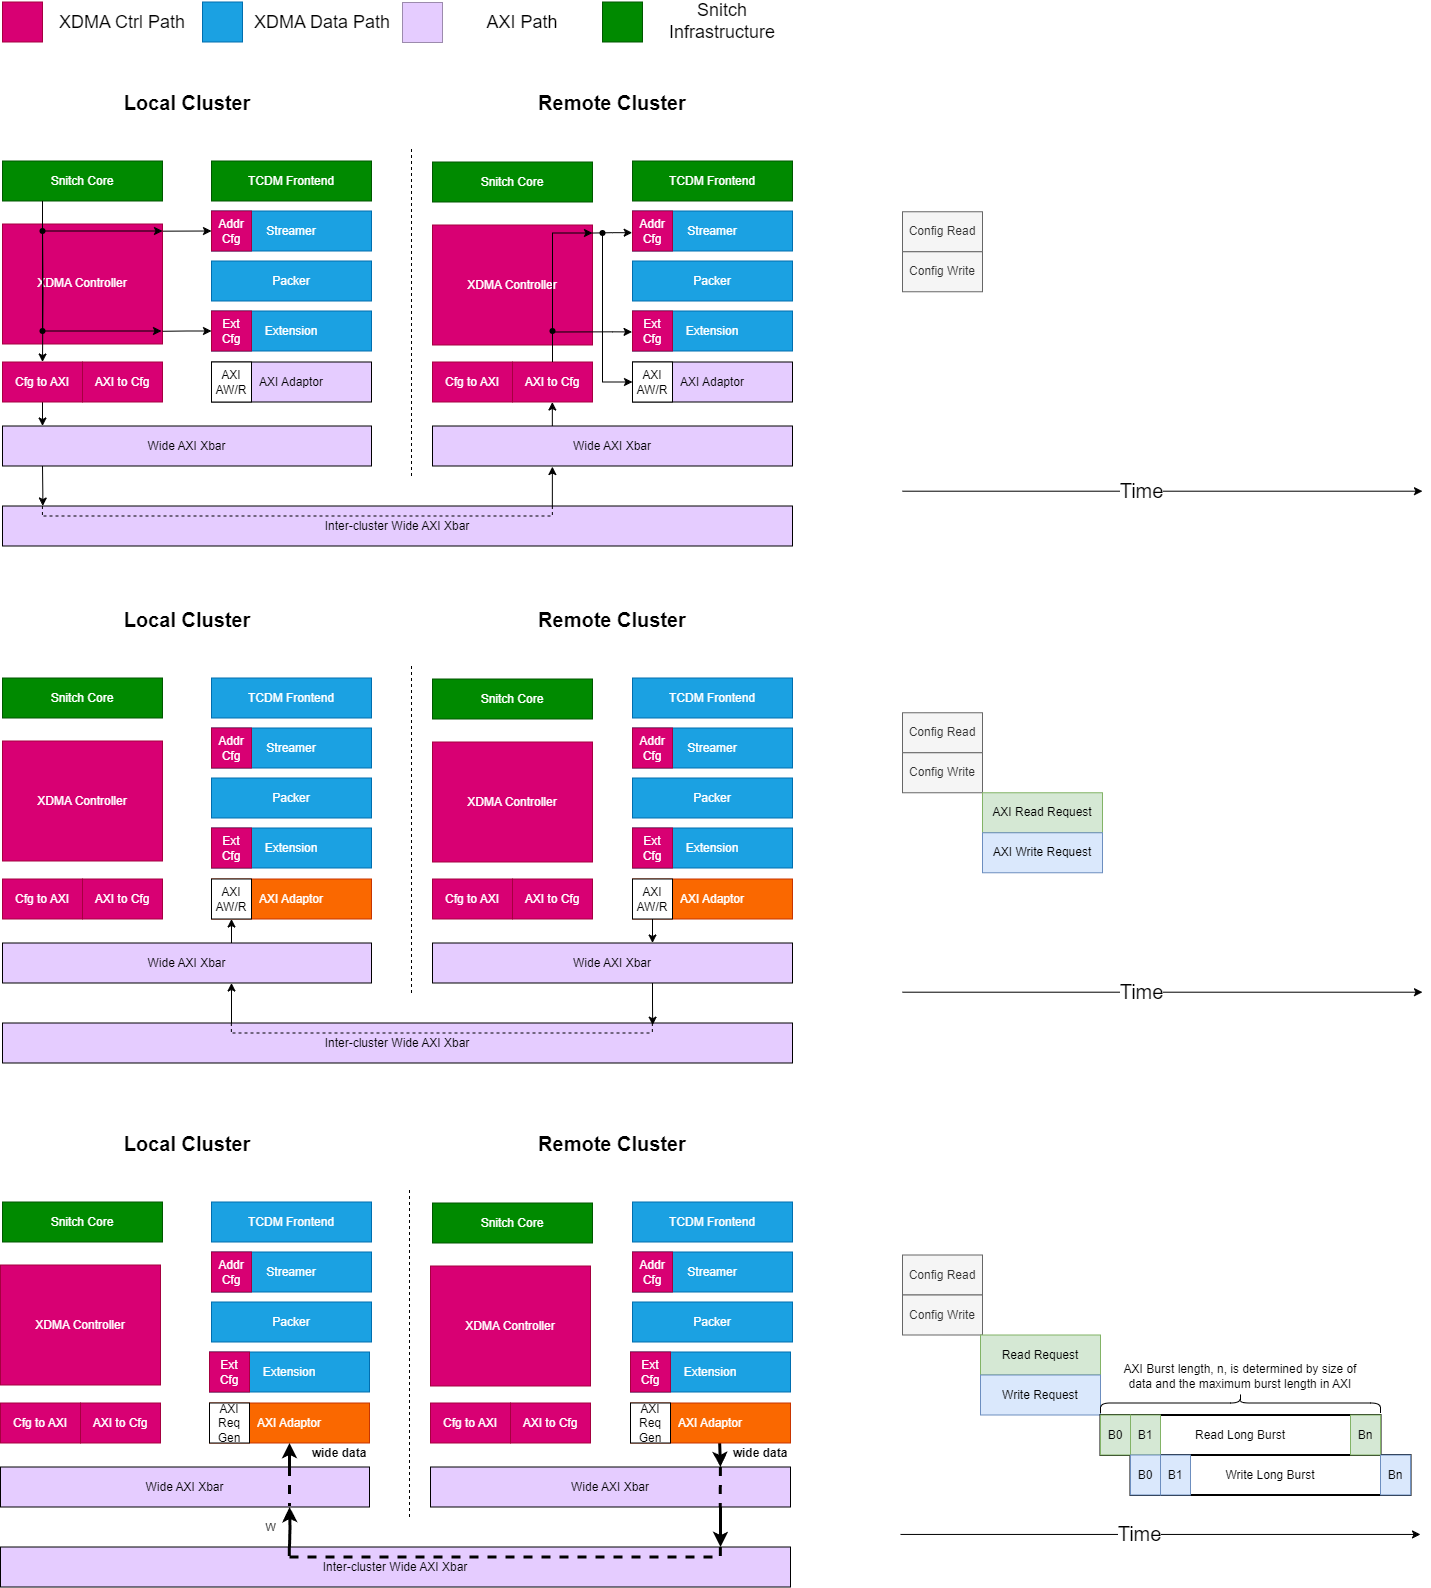 XDMA Ctrl Path
XDMA Data Path
AXI Path
Snitch
Infrastructure
Local Cluster
Remote Cluster
Snitch Core
TCDM Frontend
Snitch Core
TCDM Frontend
Addr
Cfg
Streamer
Addr
Cfg
Streamer
Config Read
XDMA Controller
Packer
XDMA Controller
Packer
Config Write
Ext
Cfg
Extension
Ext
Cfg
Extension
Cfg to AXI
AXI to Cfg
AXI
AW/R
AXI Adaptor
Cfg to AXI
AXI to Cfg
AXI
AW/R
AXI Adaptor
Wide AXI Xbar
Wide AXI Xbar
Time
Inter-cluster Wide AXI Xbar
Local Cluster
Remote Cluster
Snitch Core
TCDM Frontend
Snitch Core
TCDM Frontend
Addr
Cfg
Streamer
Addr
Cfg
Streamer
Config Read
XDMA Controller
Packer
XDMA Controller
Packer
Config Write
AXI Read Request
Ext
Cfg
Extension
Ext
Cfg
Extension
AXI Write Request
Cfg to AXI
AXI to Cfg
AXI
AW/R
AXI Adaptor
Cfg to AXI
AXI to Cfg
AXI
AW/R
AXI Adaptor
Wide AXI Xbar
Wide AXI Xbar
Time
Inter-cluster Wide AXI Xbar
Local Cluster
Remote Cluster
Snitch Core
TCDM Frontend
Snitch Core
TCDM Frontend
Addr
Cfg
Streamer
Addr
Cfg
Streamer
Config Read
XDMA Controller
Packer
XDMA Controller
Packer
Config Write
Read Request
Ext
Cfg
Extension
Ext
Cfg
Extension
Write Request
AXI Burst length, n, is determined by size of
data and the maximum burst length in AXI
Cfg to AXI
AXI to Cfg
AXI
Req
Gen
AXI Adaptor
Cfg to AXI
AXI to Cfg
AXI
Req
Gen
AXI Adaptor
B0
B1
Read Long Burst
Bn
wide data
wide data
B0
B1
Write Long Burst
Bn
Wide AXI Xbar
Wide AXI Xbar
W
Time
Inter-cluster Wide AXI Xbar